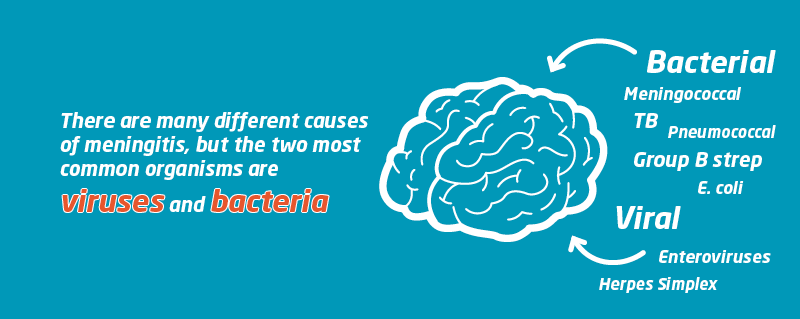 There are many different causes
of meningitis, but the two most
common organisms are
viruses and bacteria
Bacterial
Meningococcal
TB
Pneumococcal
Group B strep
E. coli
Viral
Enteroviruses
Herpes Simplex